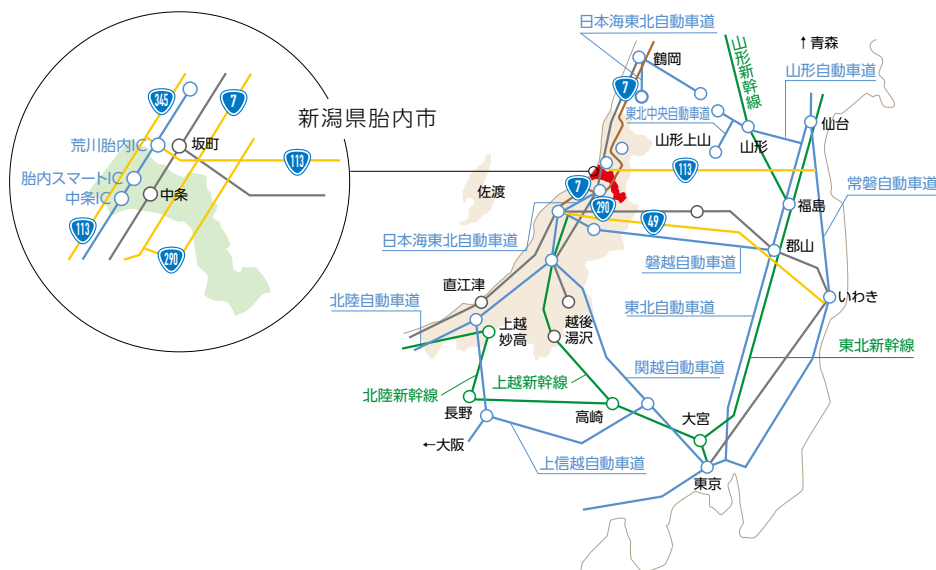 新潟県胎内市
345
7
荒川胎内IC
坂町
113
胎内スマートIC
中条IC
中条
113
290
日本海東北自動車道
鶴岡
7
東北中央自動車道
山形上山
山形新幹線
↑青森
山形自動車道
山形
仙台
113
常磐自動車道
佐渡
7
290
49
福島
日本海東北自動車道
郡山
磐越自動車道
いわき
北陸自動車道
直江津
上越
妙高
越後
湯沢
東北自動車道
東北新幹線
関越自動車道
上越新幹線
北陸新幹線
長野
高崎
大宮
←大阪
上信越自動車道
東京